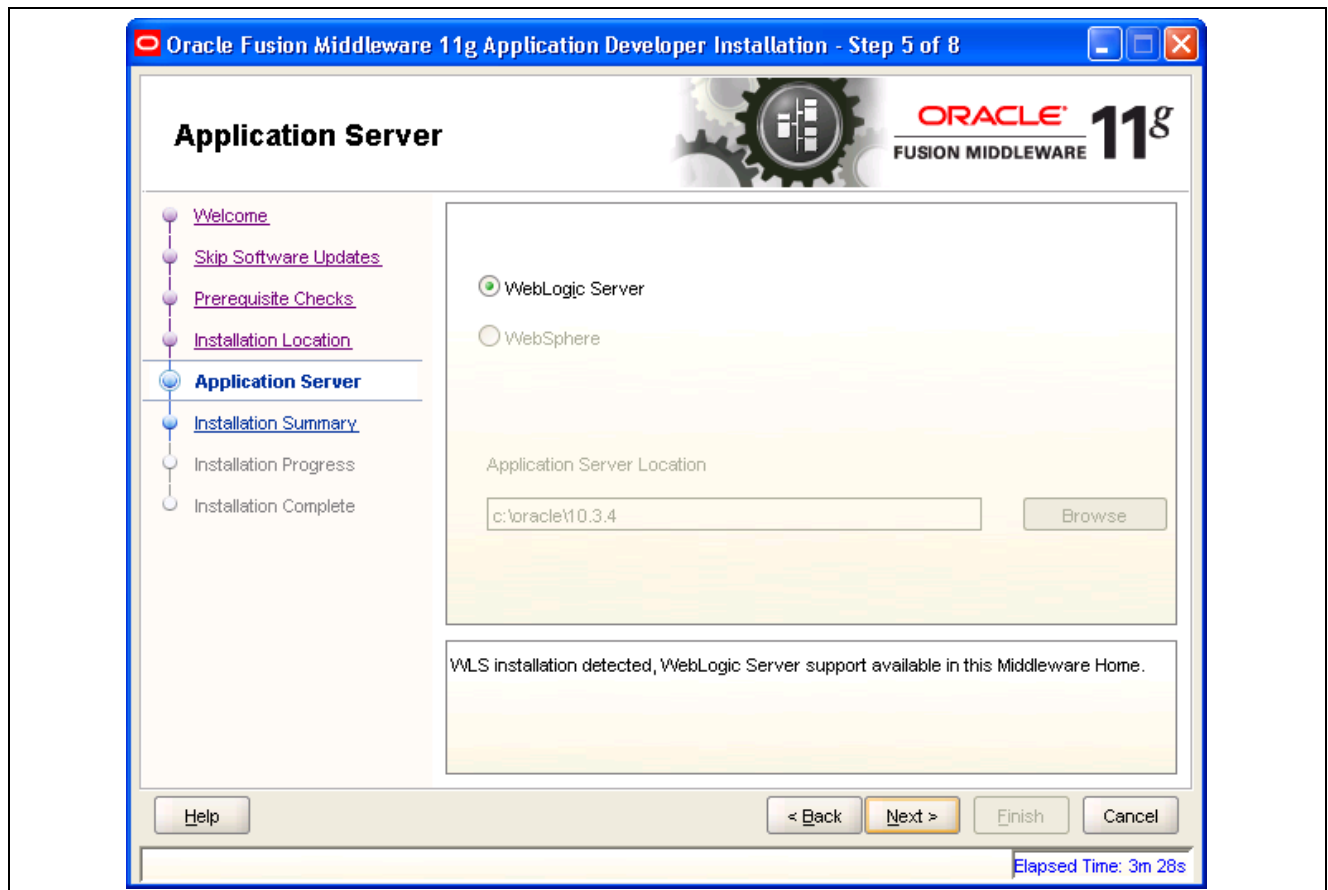 Oracle Fusion Middleware 11g Application Developer Installation - Step 5 of 8
Application Server
ORACLE
FUSION MIDDLEWARE
11g
Welcome
Skip Software Updates
Prerequisite Checks
Installation Location
Application Server
Installation Summary
Installation Progress
Installation Complete
WebLogic Server
WebSphere
Application Server Location
c:\oracle\10.3.4
Browse
WLS installation detected, WebLogic Server support available in this Middleware Home.
Help
< Back
Next >
Finish
Cancel
Elapsed Time: 3m 28s